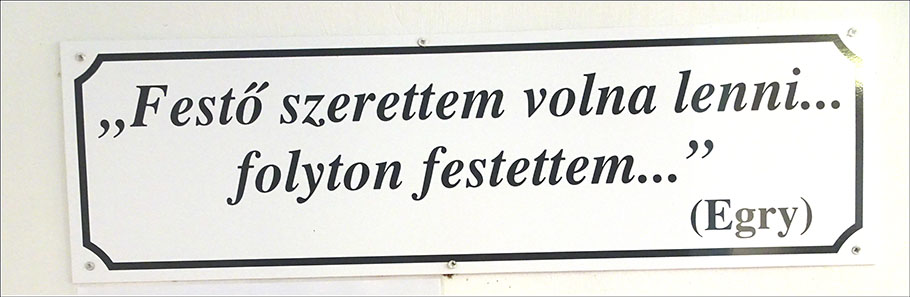 „Festő szerettem volna lenni...
folyton festettem...”
(Egry)